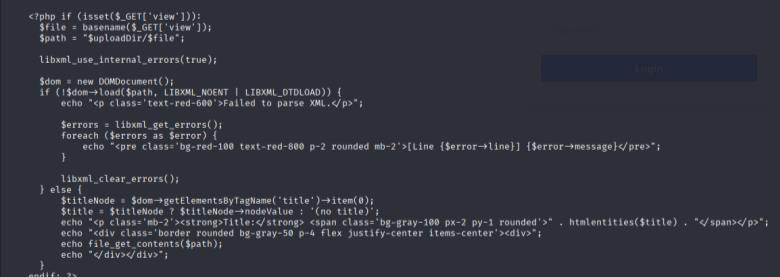 <?php if (isset($_GET['view'])):
$file = basename($_GET['view']);
$path = "$uploadDir/$file";
libxml_use_internal_errors(true);
$dom = new DOMDocument();
if (!$dom→load($path, LIBXML_NOENT | LIBXML_DTDLOAD)) {
echo "<p class='text-red-600'>Failed to parse XML.</p>";
$errors = libxml_get_errors();
foreach ($errors as $error) {
echo "<pre class='bg-red-100 text-red-800 p-2 rounded mb-2'>[Line {$error→line}] {$error→message}</pre>";
}
libxml_clear_errors();
} else {
$titleNode = $dom→getElementsByTagName('title')→item(0);
$title = $titleNode ? $titleNode→nodeValue : '(no title)';
echo "<p class='mb-2'><strong>Title:</strong> <span class='bg-gray-100 px-2 py-1 rounded'>" . htmlentities($title) . "</span></p>";
echo "<div class='border rounded bg-gray-50 p-4 flex justify-center items-center'><div>";
echo file_get_contents($path);
echo "</div></div>";
}
endif; ?>
Login